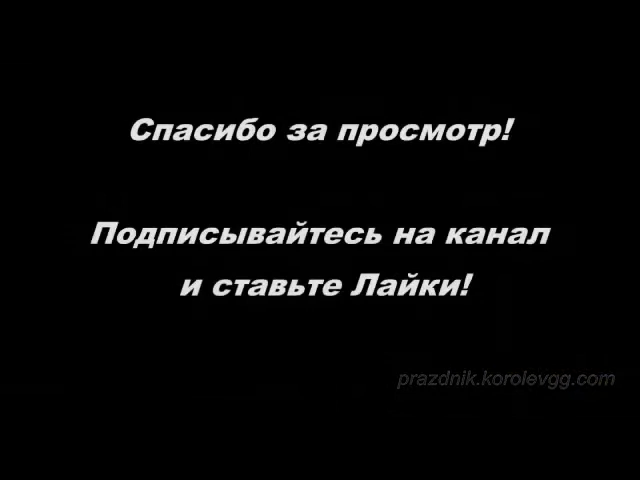 Спасибо за просмотр!
Подписывайтесь на канал
и ставьте Лайки!
prazdnik.korolevgg.com